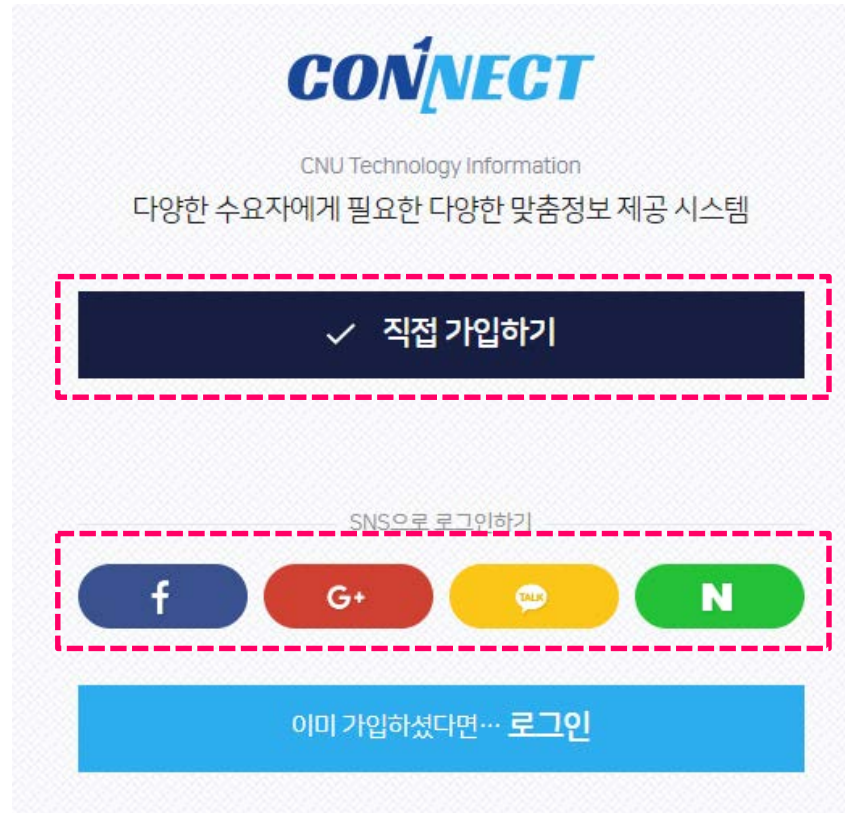 CON1NECT
CNU Technology Information
다양한 수요자에게 필요한 다양한 맞춤정보 제공 시스템
직접 가입하기
SNS으로 로그인하기
f G+ TALK N
이미 가입하셨다면… 로그인